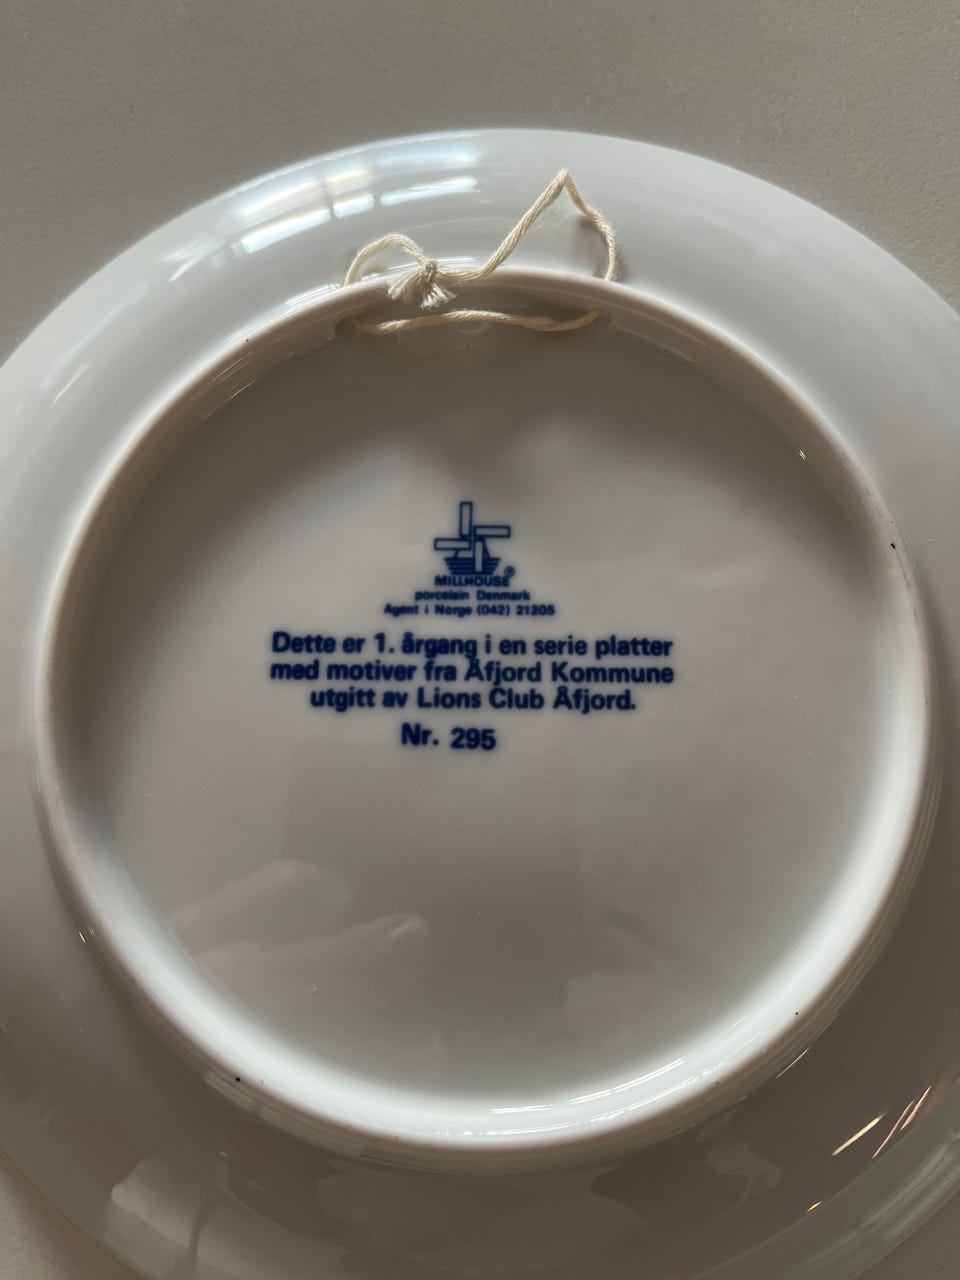 MILLHOUSE ®
porcelain Denmark
Agent i Norge (042) 21205
Dette er 1. årgang i en serie platter
med motiver fra Åfjord Kommune
utgitt av Lions Club Åfjord.
Nr. 295